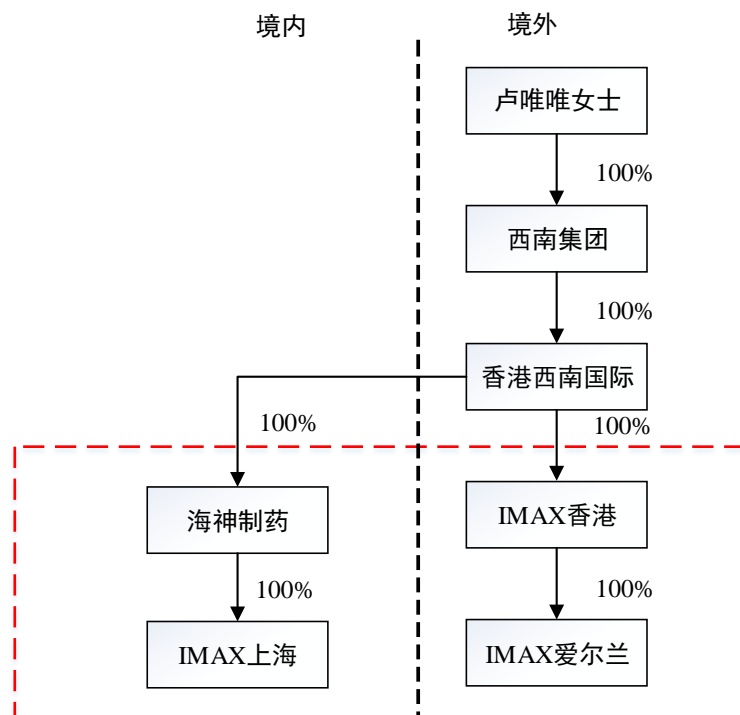 境内
境外
卢唯唯女士
100%
西南集团
100%
香港西南国际
100%
100%
海神制药
IMAX香港
100%
100%
IMAX上海
IMAX爱尔兰